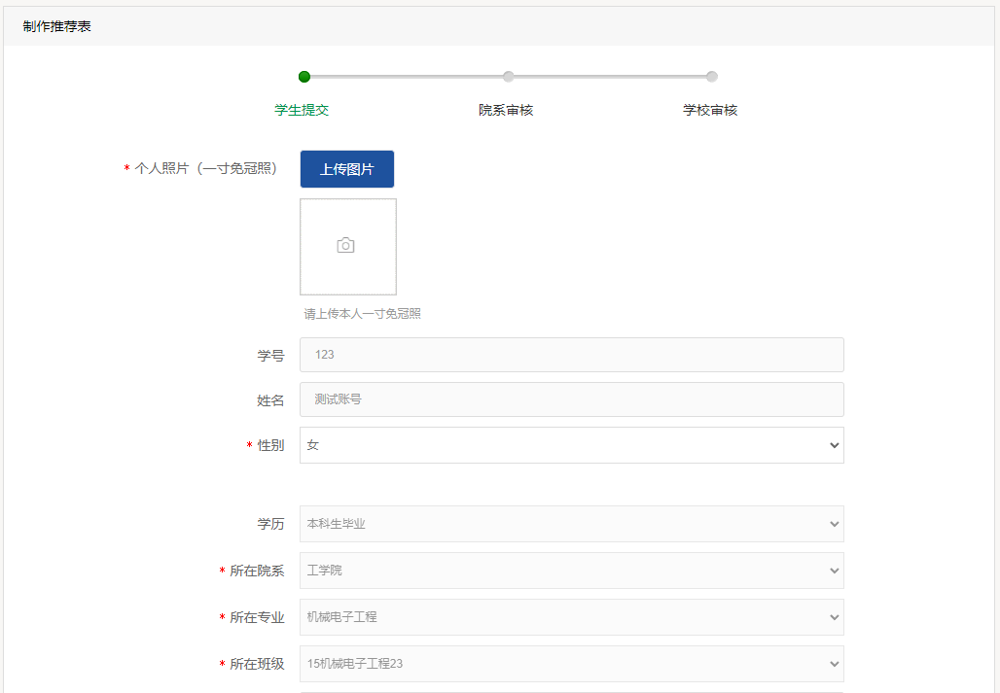 制作推荐表
学生提交 院系审核 学校审核
* 个人照片（一寸免冠照） 上传图片
请上传本人一寸免冠照
学号 123
姓名 测试账号
* 性别 女
学历 本科生毕业
* 所在院系 工学院
* 所在专业 机械电子工程
* 所在班级 15机械电子工程23